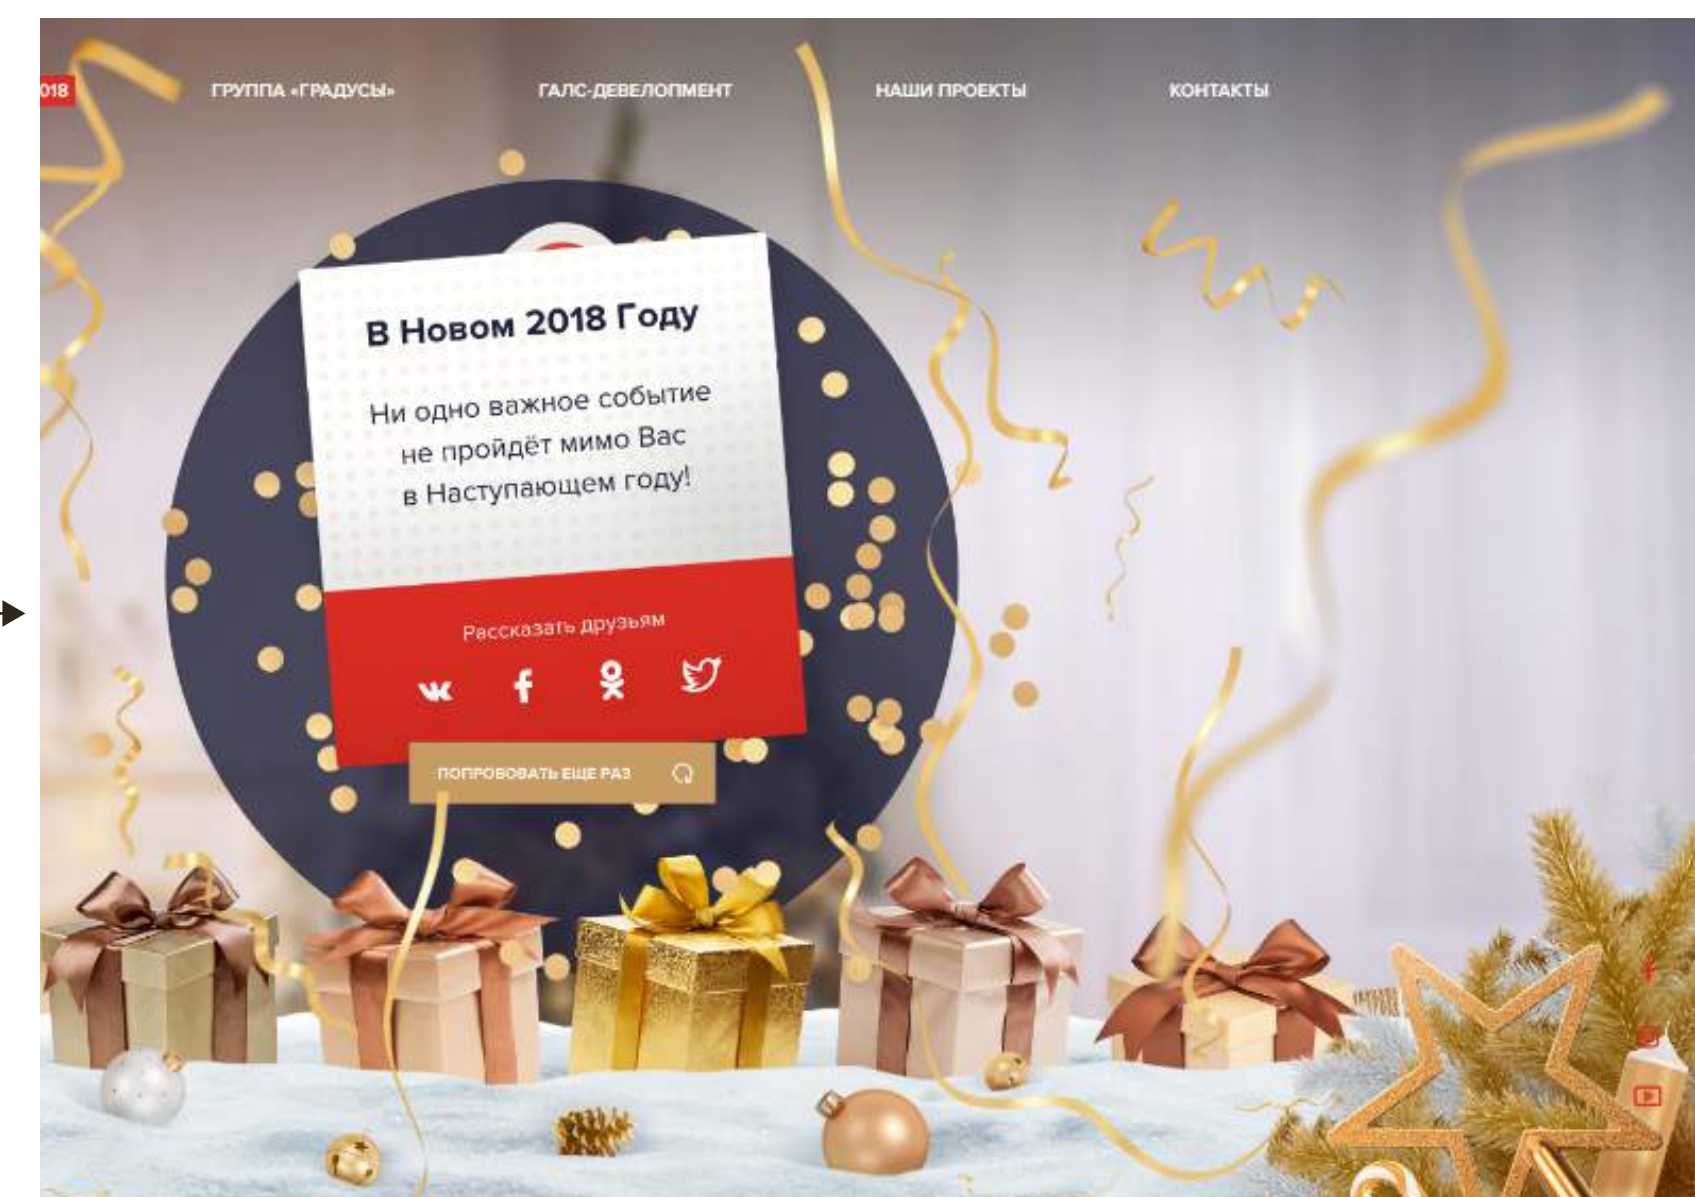 018
ГРУППА «ГРАДУСЫ»
ГАЛС-ДЕВЕЛОПМЕНТ
НАШИ ПРОЕКТЫ
КОНТАКТЫ
В Новом 2018 Году
Ни одно важное событие
не пройдёт мимо Вас
в Наступающем году!
Рассказать друзьям
ПОПРОБОВАТЬ ЕЩЕ РАЗ